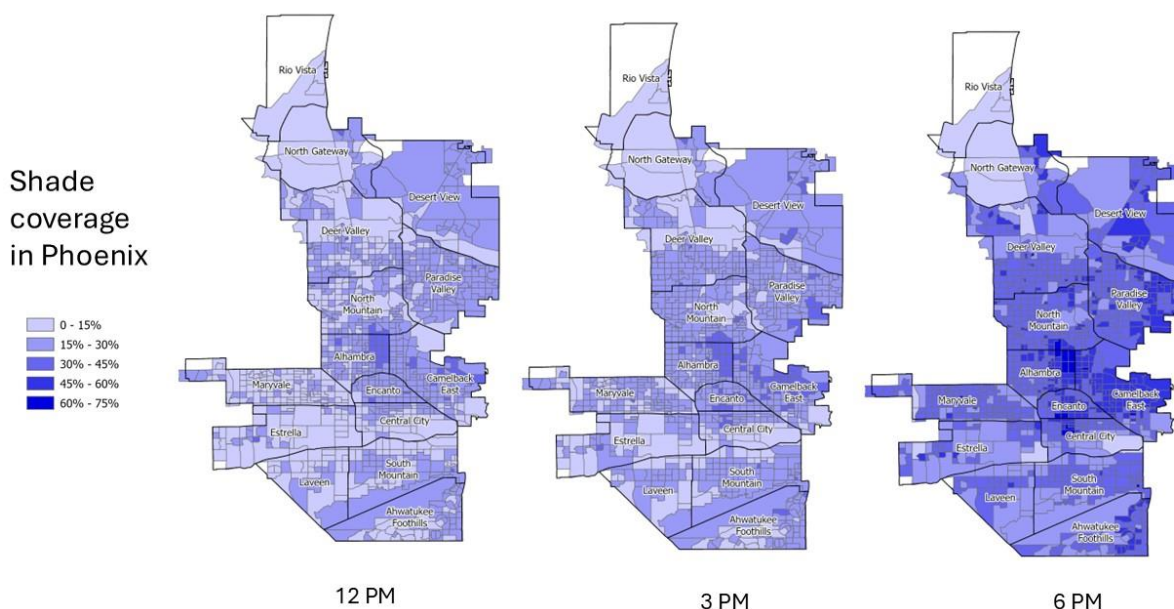 Shade
coverage
in Phoenix
0 - 15%
15% - 30%
30% - 45%
45% - 60%
60% - 75%
Rio Vista
North Gateway
Desert View
Deer Valley
Paradise
Valley
North
Mountain
Alhambra
Camelback
East
Maryvale
Encanto
Central City
Estrella
South
Mountain
Laveen
Ahwatukee
Foothills
12 PM
Rio Vista
North Gateway
Desert View
Deer Valley
Paradise
Valley
North
Mountain
Alhambra
Camelback
East
Maryvale
Encanto
Central City
Estrella
South
Mountain
Laveen
Ahwatukee
Foothills
3 PM
Rio Vista
North Gateway
Desert View
Deer Valley
Paradise
Valley
North
Mountain
Alhambra
Camelback
East
Maryvale
Encanto
Central City
Estrella
South
Mountain
Laveen
Ahwatukee
Foothills
6 PM